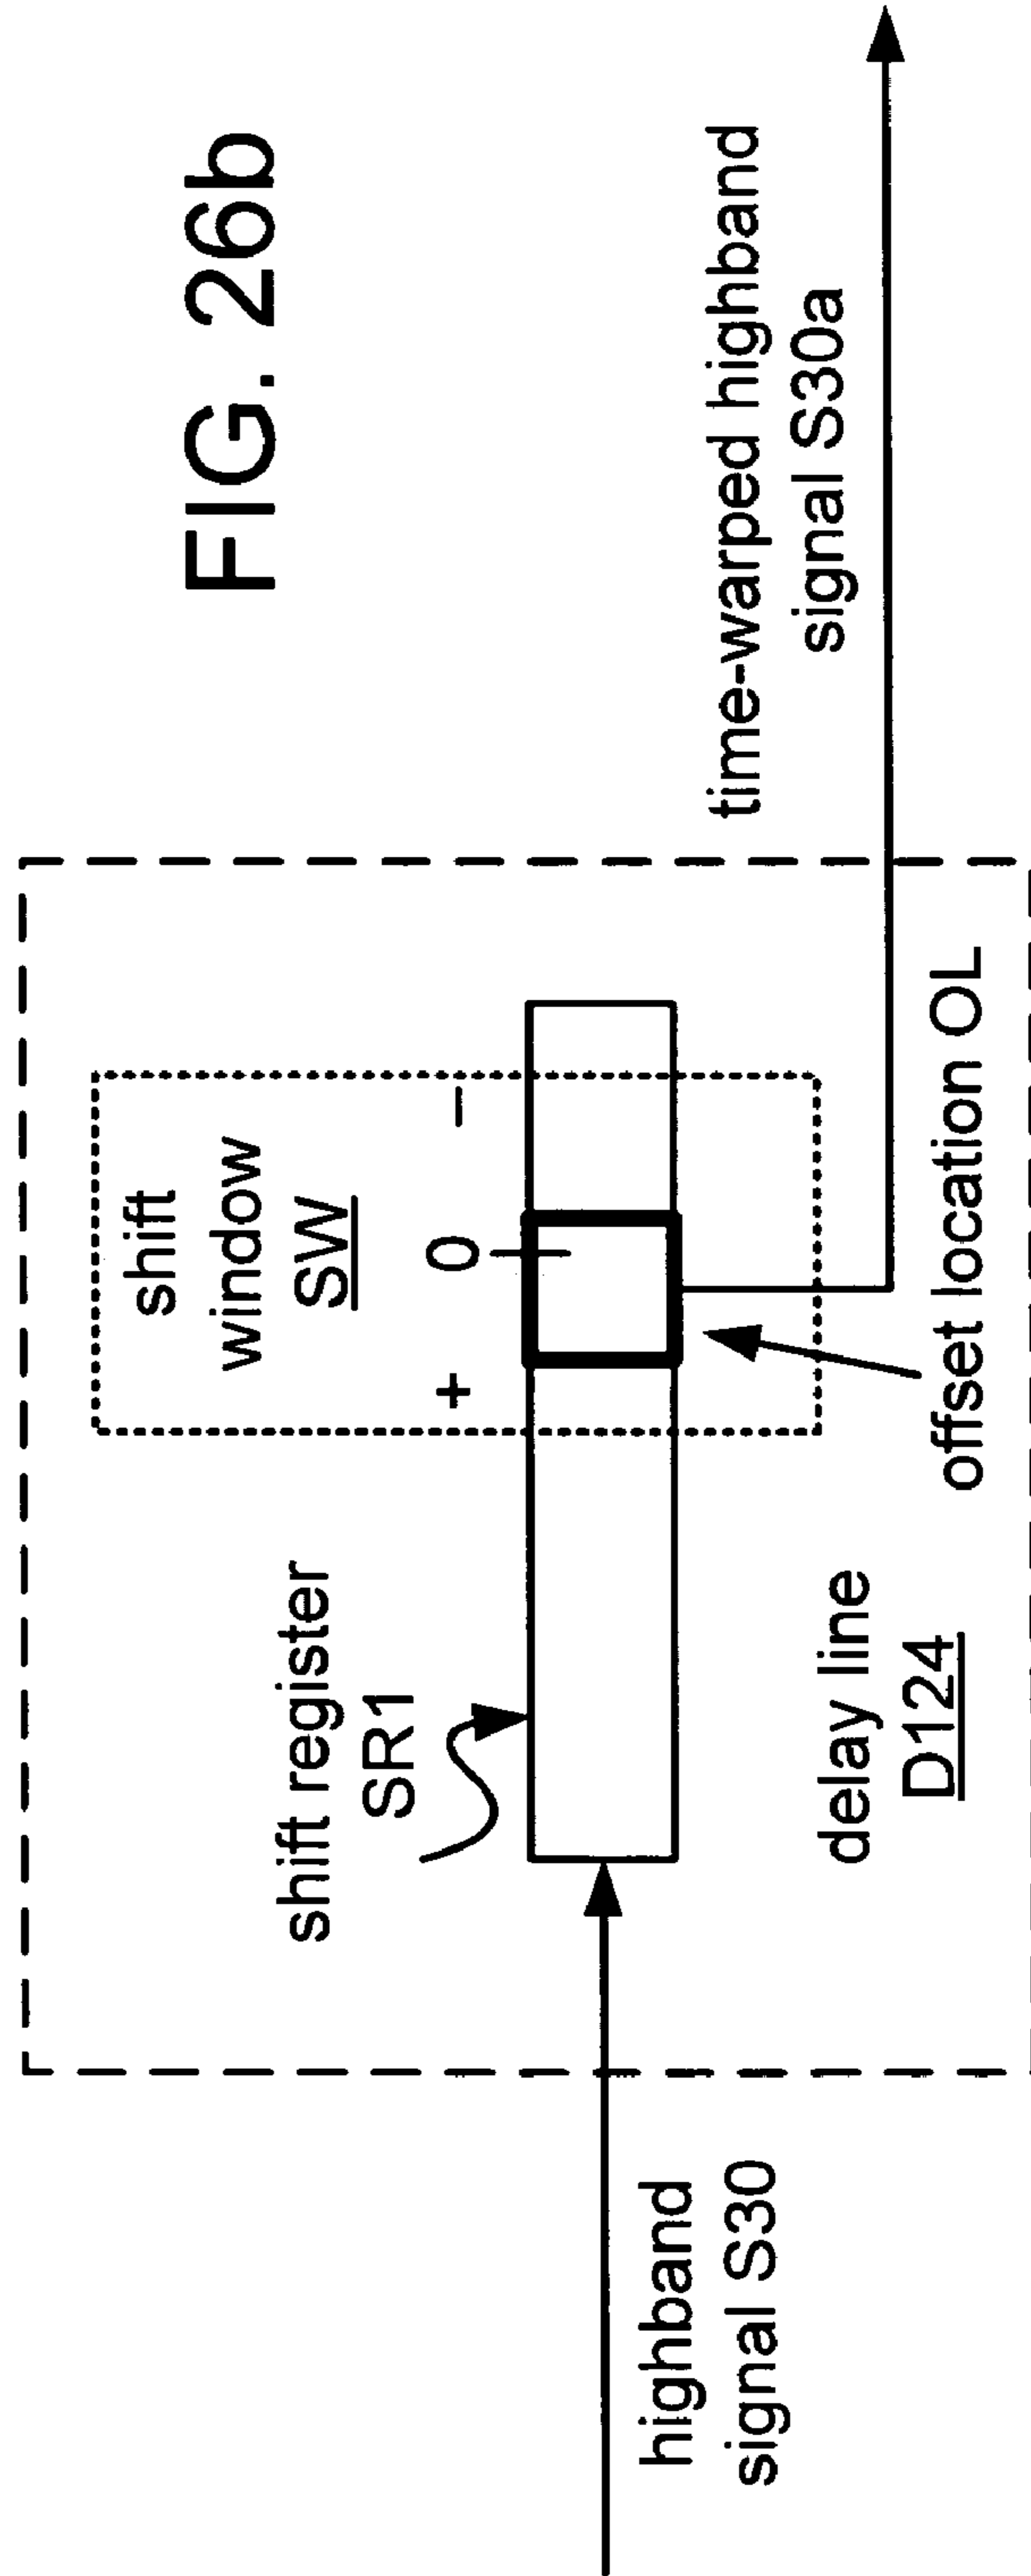 FIG. 26b
shift
window
SW
+
0
–
shift register
SR1
highband
signal S30
delay line
D124
offset location OL
time-warped highband
signal S30a